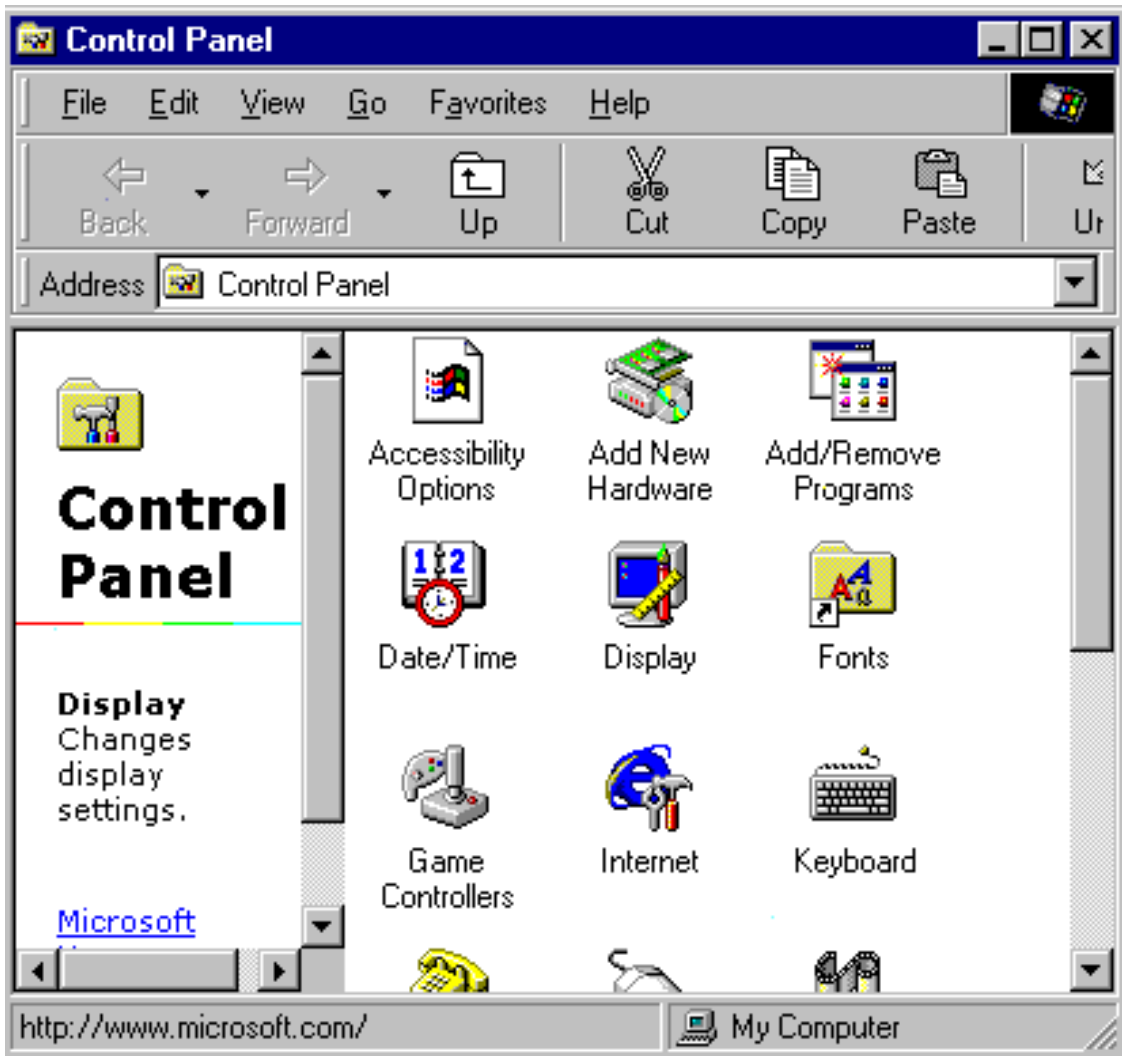 Control Panel
File Edit View Go Favorites Help
Back Forward Up Cut Copy Paste
Address Control Panel
Control
Panel
Display
Changes
display
settings.
Microsoft
Accessibility
Options
Add New
Hardware
Add/Remove
Programs
1 2
Date/Time
Display
Fonts
Game
Controllers
Internet
Keyboard
http://www.microsoft.com/
My Computer